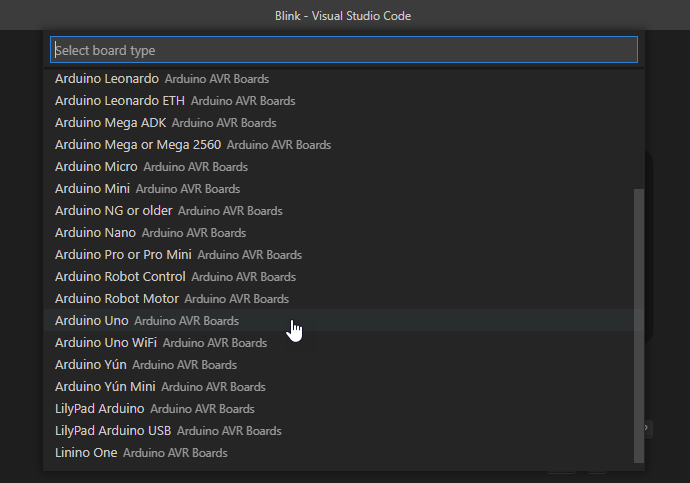 Blink - Visual Studio Code
Select board type
Arduino Leonardo Arduino AVR Boards
Arduino Leonardo ETH Arduino AVR Boards
Arduino Mega ADK Arduino AVR Boards
Arduino Mega or Mega 2560 Arduino AVR Boards
Arduino Micro Arduino AVR Boards
Arduino Mini Arduino AVR Boards
Arduino NG or older Arduino AVR Boards
Arduino Nano Arduino AVR Boards
Arduino Pro or Pro Mini Arduino AVR Boards
Arduino Robot Control Arduino AVR Boards
Arduino Robot Motor Arduino AVR Boards
Arduino Uno Arduino AVR Boards
Arduino Uno WiFi Arduino AVR Boards
Arduino Yún Arduino AVR Boards
Arduino Yún Mini Arduino AVR Boards
LilyPad Arduino Arduino AVR Boards
LilyPad Arduino USB Arduino AVR Boards
Linino One Arduino AVR Boards